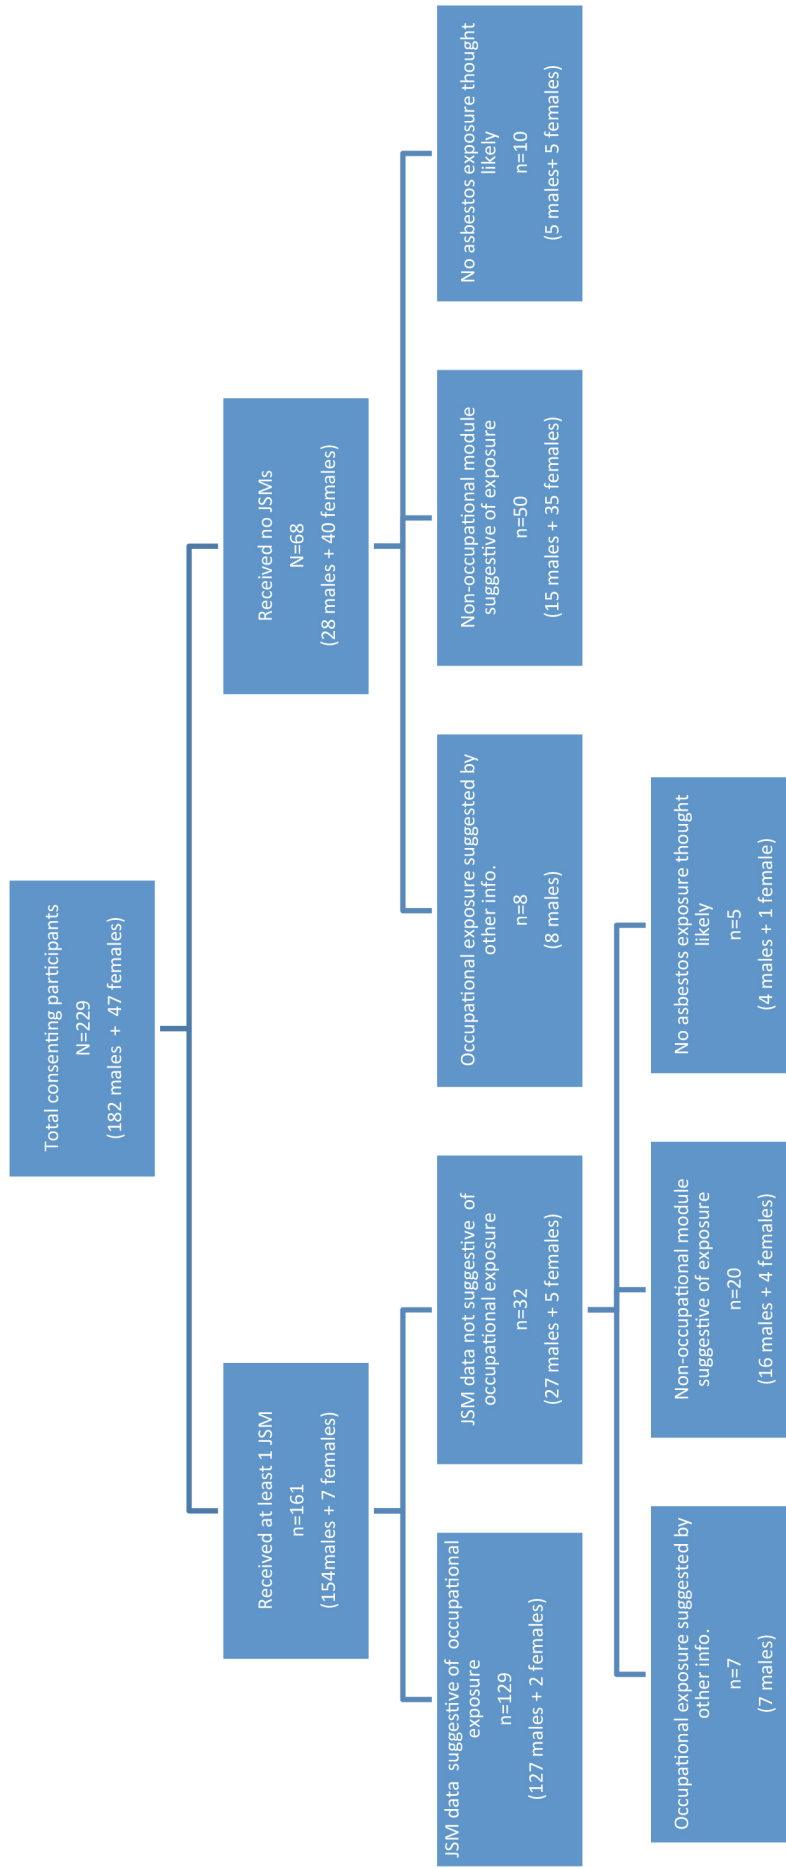 Total consenting participants
N=229
(182 males + 47 females)
Received at least 1 JSM
n=161
(154males + 7 females)
Received no JSMs
N=68
(28 males + 40 females)
JSM data suggestive of occupational
exposure
n=129
(127 males + 2 females)
JSM data not suggestive of
occupational exposure
n=32
(27 males + 5 females)
Occupational exposure suggested by
other info.
n=8
(8 males)
Non-occupational module
suggestive of exposure
n=50
(15 males + 35 females)
No asbestos exposure thought
likely
n=10
(5 males+ 5 females)
Occupational exposure suggested by
other info.
n=7
(7 males)
Non-occupational module
suggestive of exposure
n=20
(16 males + 4 females)
No asbestos exposure thought
likely
n=5
(4 males + 1 female)